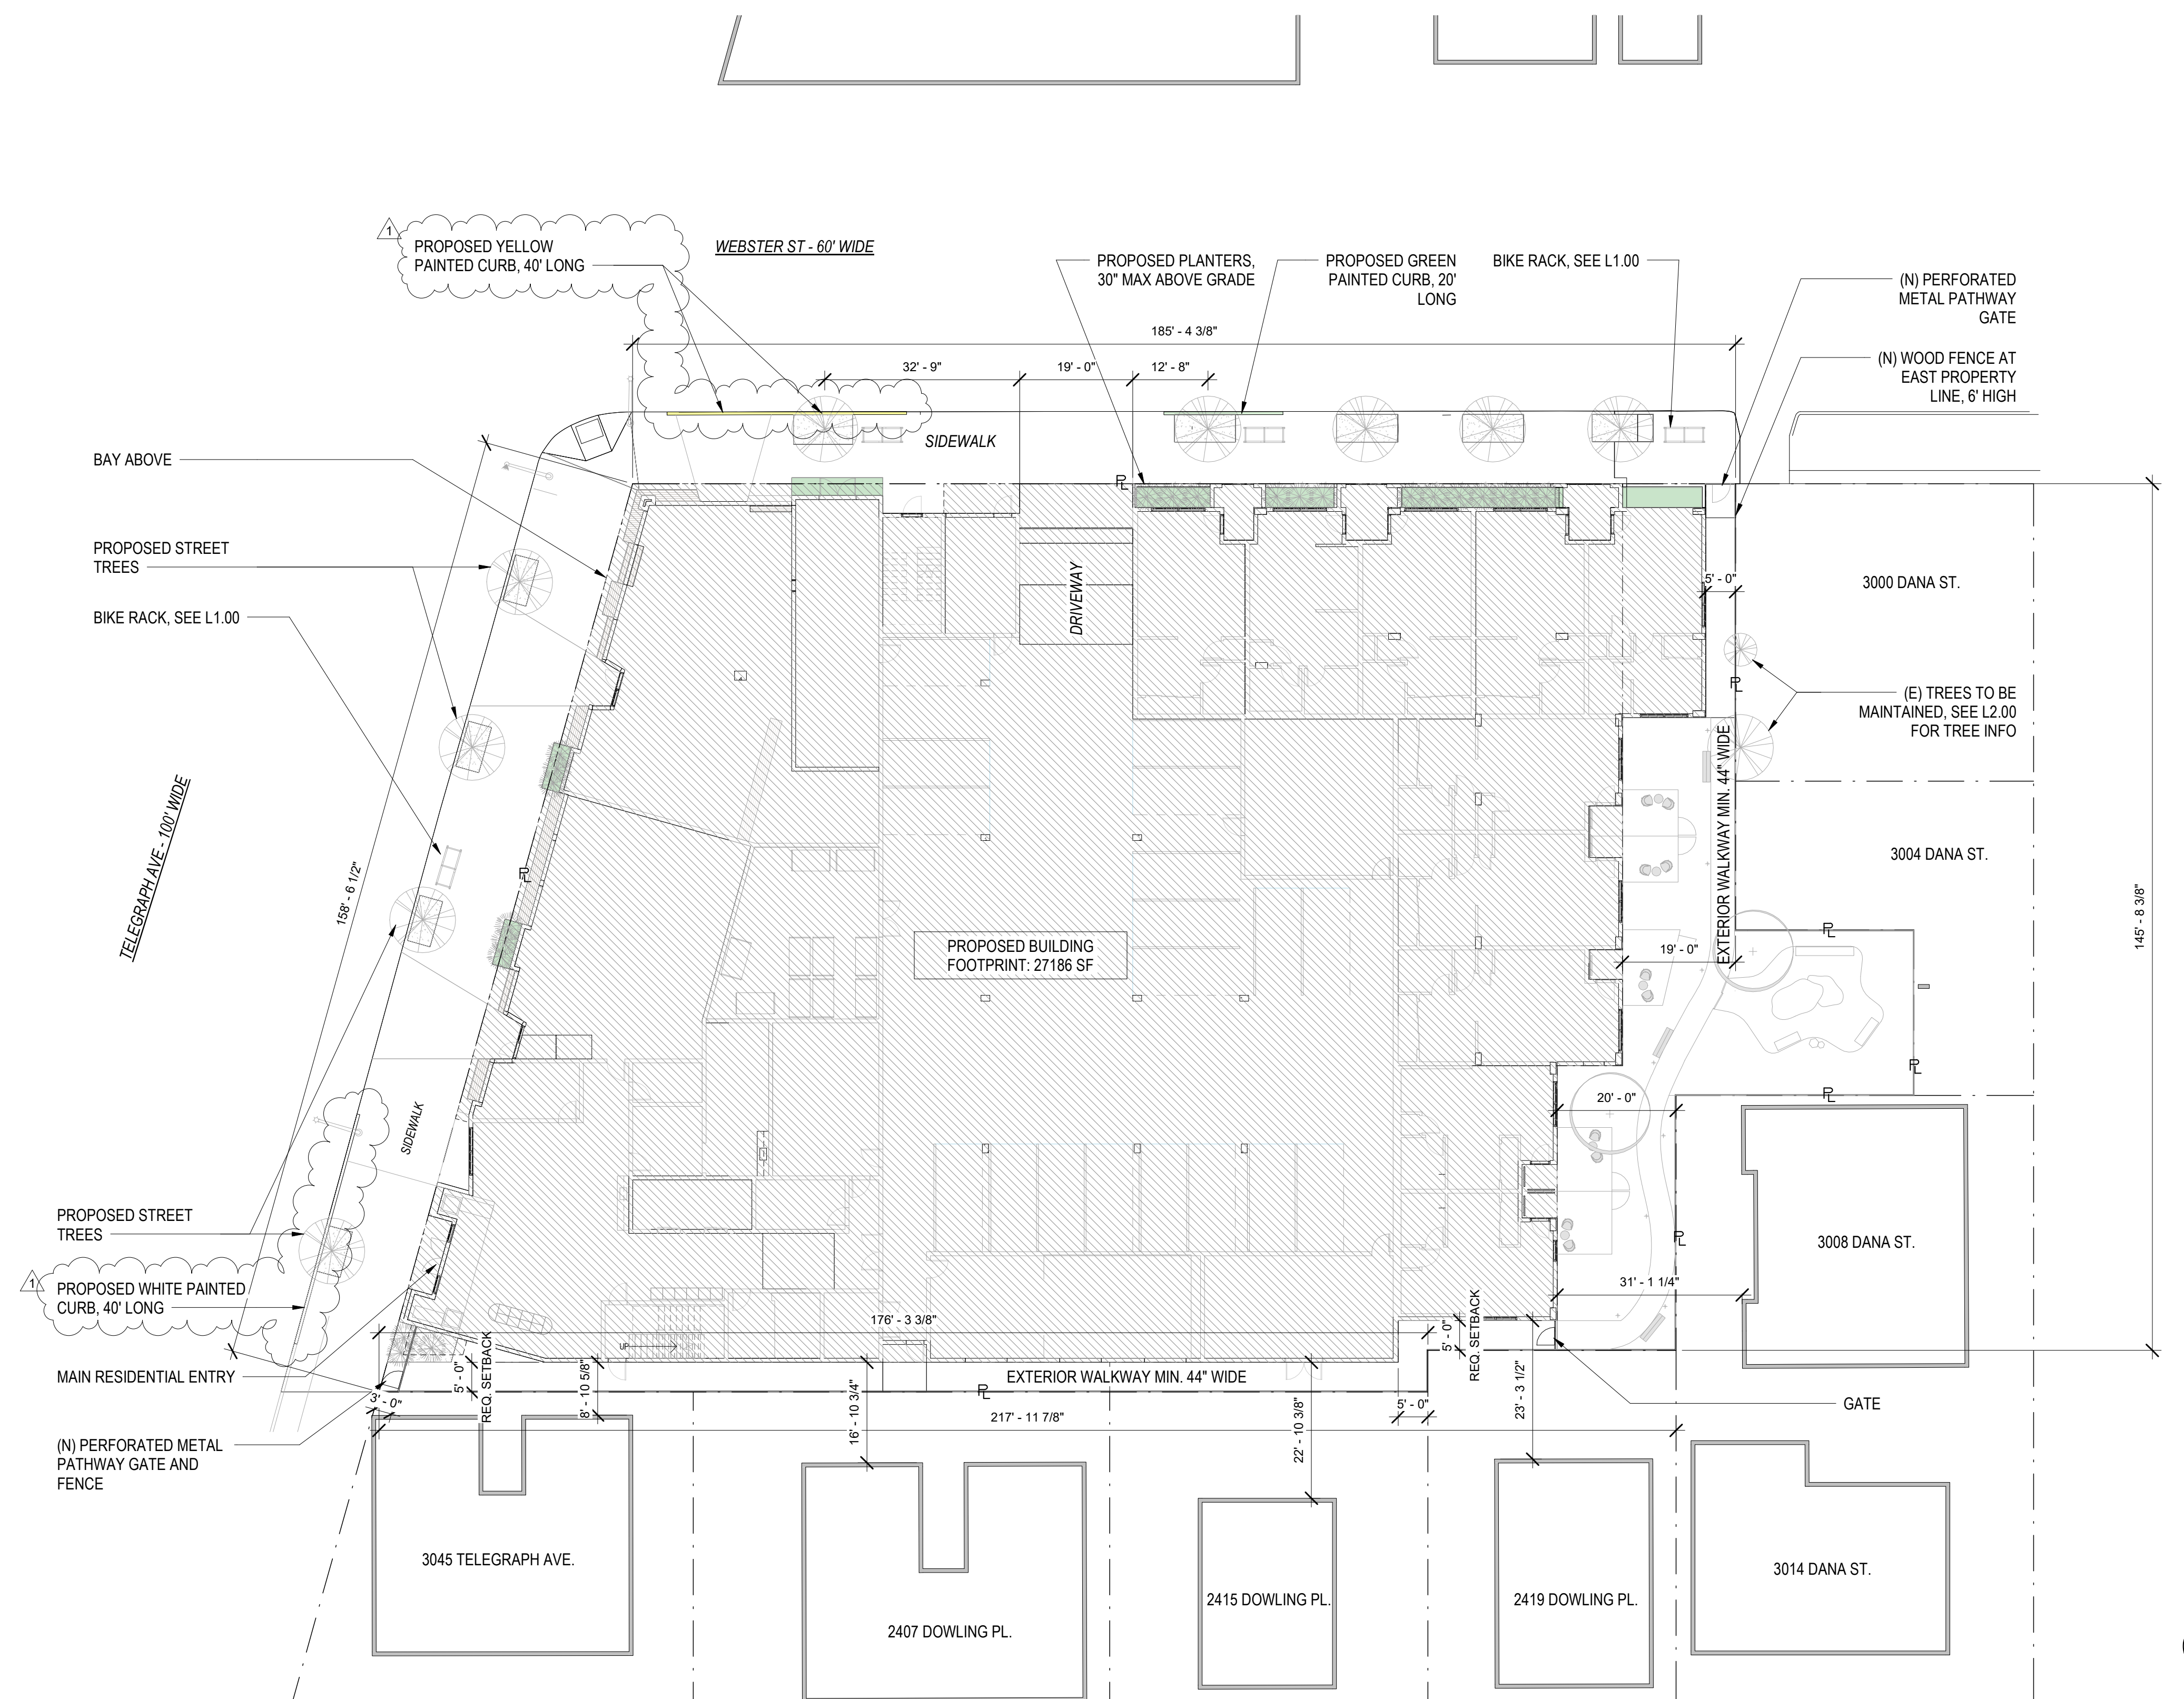 1
PROPOSED YELLOW
PAINTED CURB, 40' LONG
WEBSTER ST - 60' WIDE
PROPOSED PLANTERS,
30" MAX ABOVE GRADE
PROPOSED GREEN
PAINTED CURB, 20'
LONG
BIKE RACK, SEE L1.00
(N) PERFORATED
METAL PATHWAY
GATE
185' - 4 3/8"
32' - 9"
19' - 0"
12' - 8"
(N) WOOD FENCE AT
EAST PROPERTY
LINE, 6' HIGH
SIDEWALK
BAY ABOVE
PL
PROPOSED STREET
TREES
DRIVEWAY
5' - 0"
3000 DANA ST.
BIKE RACK, SEE L1.00
PL
(E) TREES TO BE
MAINTAINED, SEE L2.00
FOR TREE INFO
EXTERIOR WALKWAY MIN. 44" WIDE
TELEGRAPH AVE - 100' WIDE
158' - 6 1/2"
PL
3004 DANA ST.
145' - 8 3/8"
PROPOSED BUILDING
FOOTPRINT: 27186 SF
19' - 0"
PL
PL
PL
20' - 0"
SIDEWALK
PROPOSED STREET
TREES
PL
3008 DANA ST.
31' - 1 1/4"
1
PROPOSED WHITE PAINTED
CURB, 40' LONG
176' - 3 3/8"
UP
5' - 0"
REQ. SETBACK
MAIN RESIDENTIAL ENTRY
5' - 0"
REQ. SETBACK
8' - 10 5/8"
EXTERIOR WALKWAY MIN. 44" WIDE
PL
3' - 0"
16' - 10 3/4"
217' - 11 7/8"
22' - 10 3/8"
5' - 0"
23' - 3 1/2"
GATE
(N) PERFORATED METAL
PATHWAY GATE AND
FENCE
3045 TELEGRAPH AVE.
2407 DOWLING PL.
2415 DOWLING PL.
2419 DOWLING PL.
3014 DANA ST.